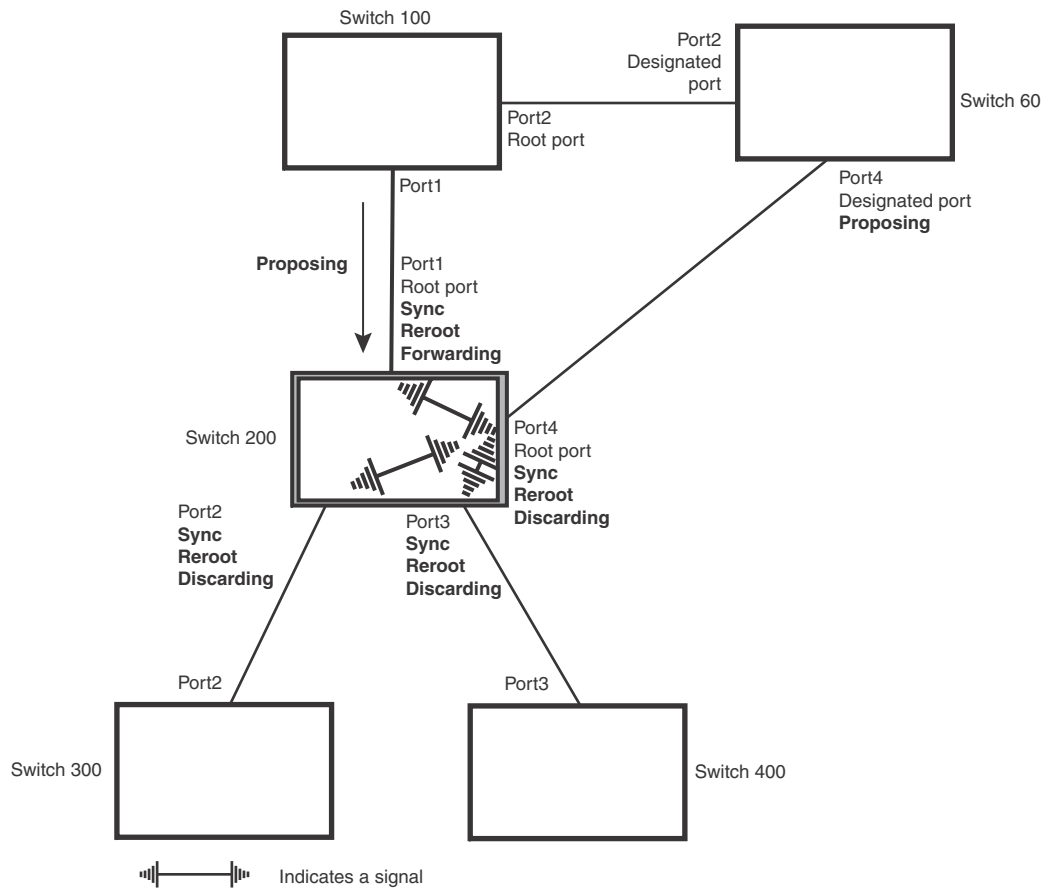 Switch 100
Port2
Designated
port
Switch 60
Port2
Root port
Port1
Port4
Designated port
Proposing
Proposing
Port1
Root port
Sync
Reroot
Forwarding
Switch 200
Port4
Root port
Sync
Reroot
Discarding
Port2
Sync
Reroot
Discarding
Port3
Sync
Reroot
Discarding
Port2
Port3
Switch 300
Switch 400
Indicates a signal